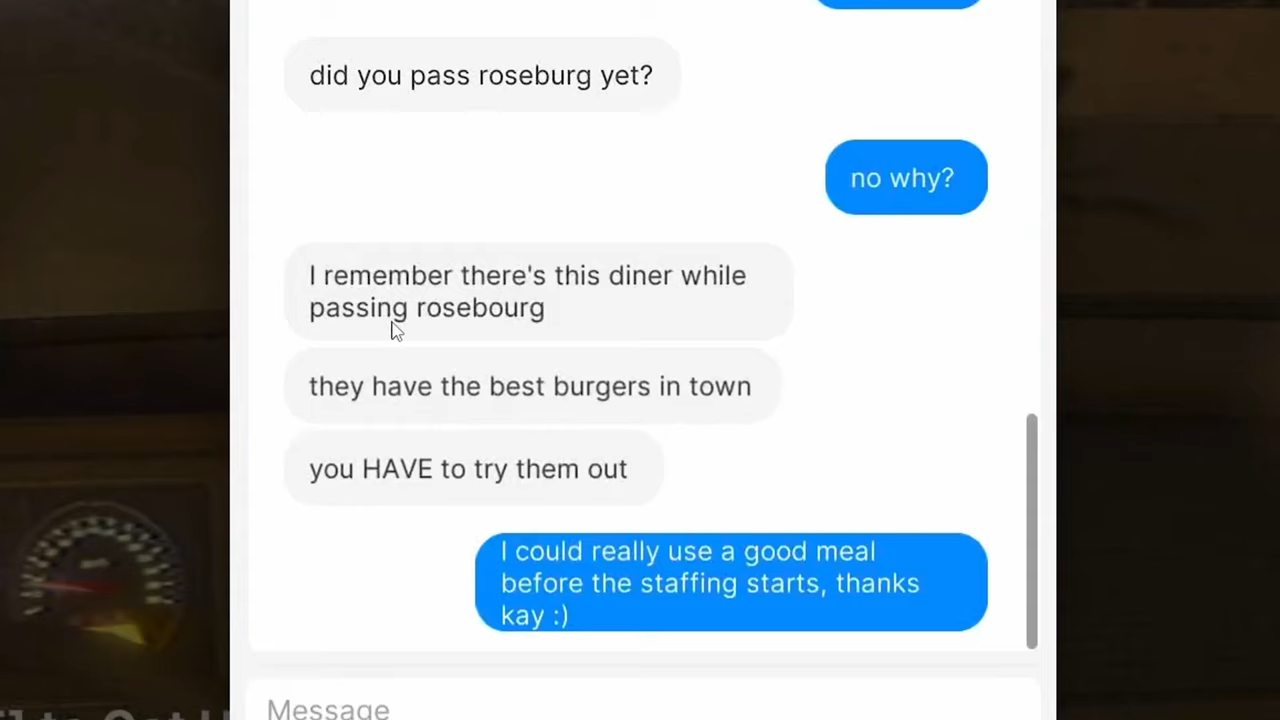 did you pass roseburg yet?
no why?
I remember there's this diner while
passing rosebourg
they have the best burgers in town
you HAVE to try them out
I could really use a good meal
before the staffing starts, thanks
kay :)
Message